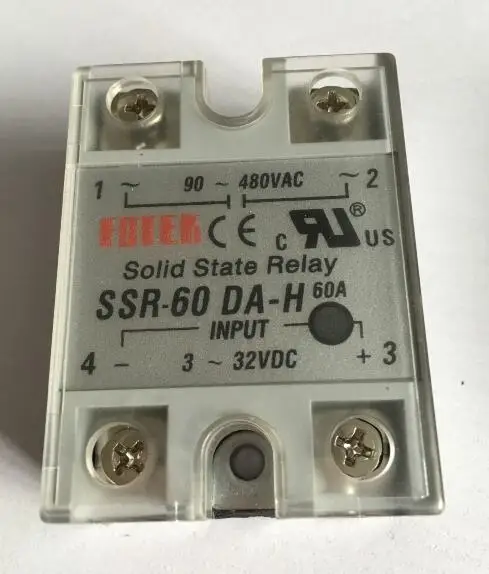 1 ~ 90 ~ 480VAC ~ 2
FOTEK CE c RU ® US
Solid State Relay
SSR-60 DA-H 60A
INPUT
4 − 3 ~ 32VDC + 3